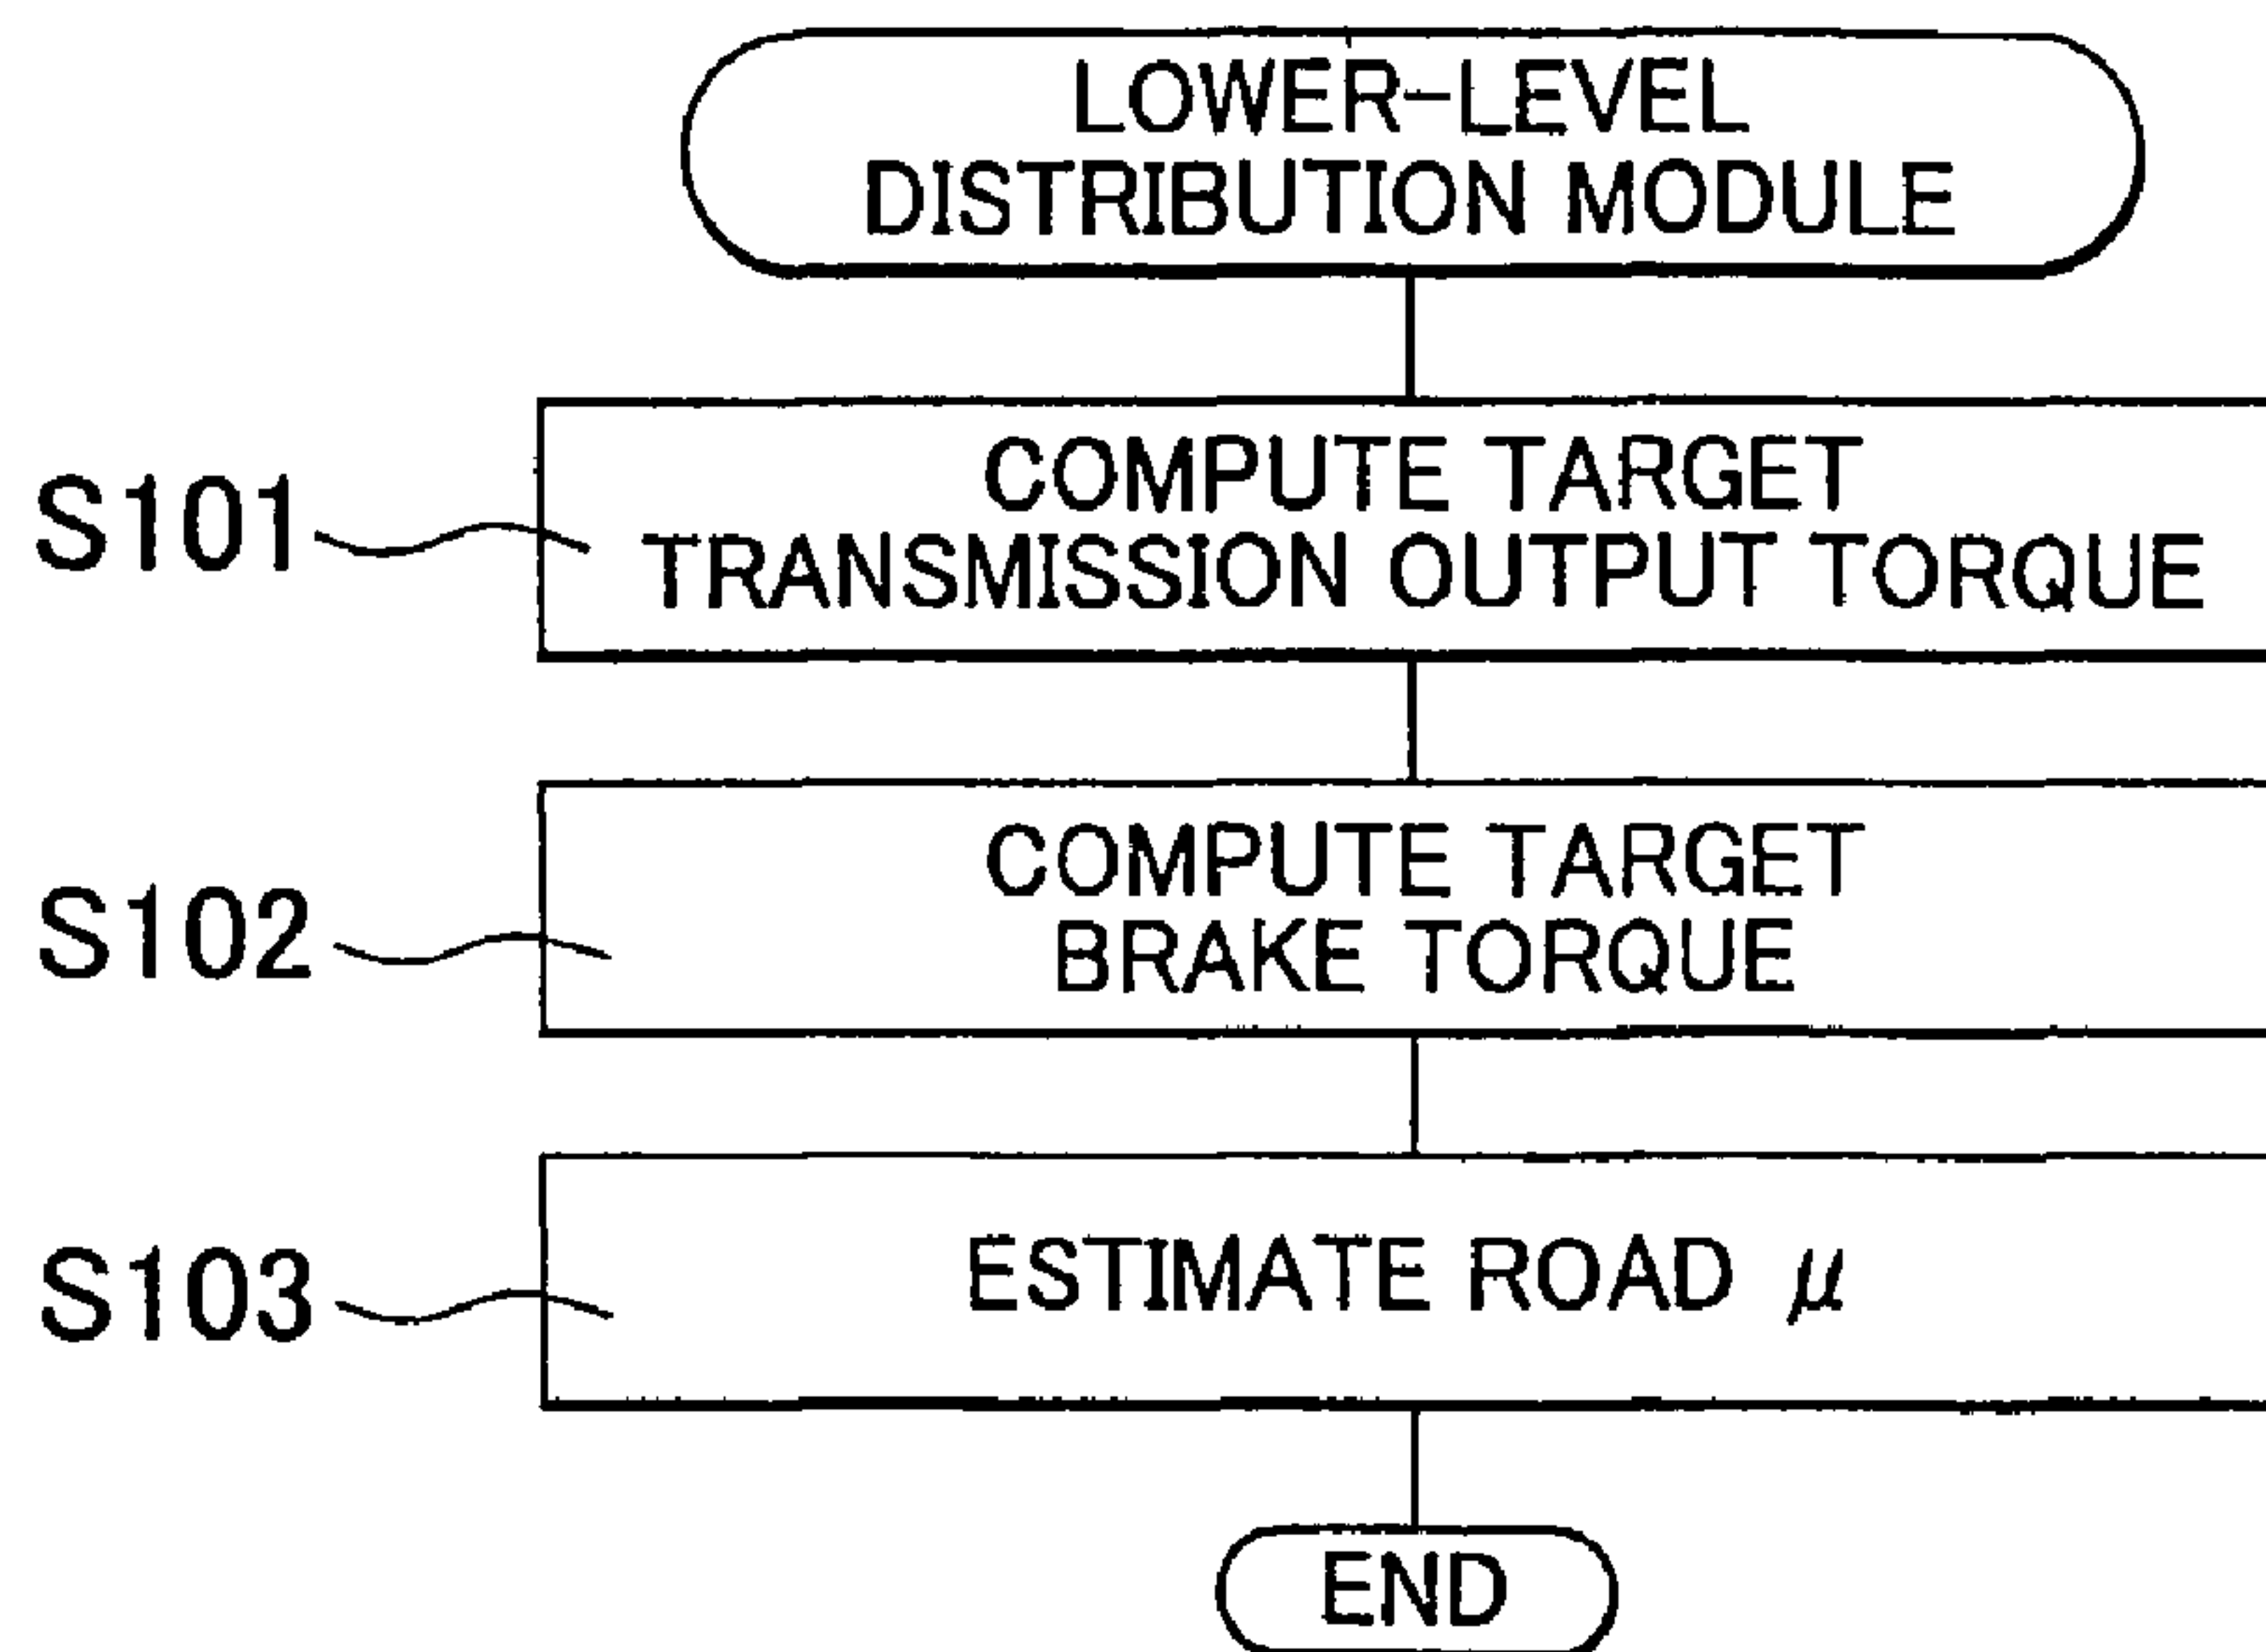 LOWER-LEVEL
DISTRIBUTION MODULE
S101
COMPUTE TARGET
TRANSMISSION OUTPUT TORQUE
S102
COMPUTE TARGET
BRAKE TORQUE
S103
ESTIMATE ROAD μ
END